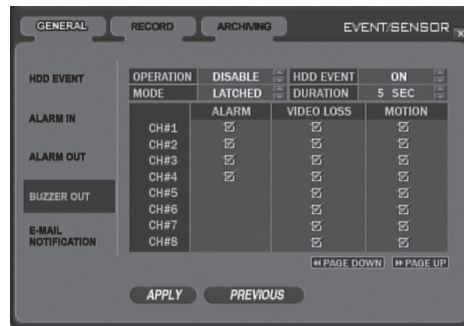 GENERAL RECORD ARCHIVING EVENT/SENSOR x
HDD EVENT
ALARM IN
ALARM OUT
BUZZER OUT
E-MAIL
NOTIFICATION
OPERATION DISABLE HDD EVENT ON
MODE LATCHED DURATION 5 SEC
ALARM VIDEO LOSS MOTION
CH#1
CH#2
CH#3
CH#4
CH#5
CH#6
CH#7
CH#8
PAGE DOWN PAGE UP
APPLY PREVIOUS